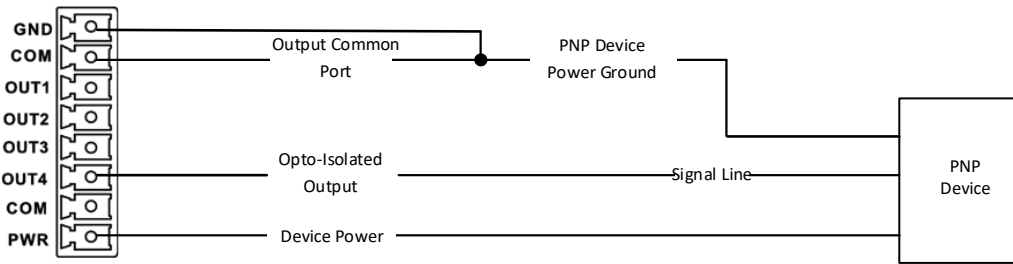 GND
COM
OUT1
OUT2
OUT3
OUT4
COM
PWR
Output Common
Port
PNP Device
Power Ground
Opto-Isolated
Output
Signal Line
Device Power
PNP
Device